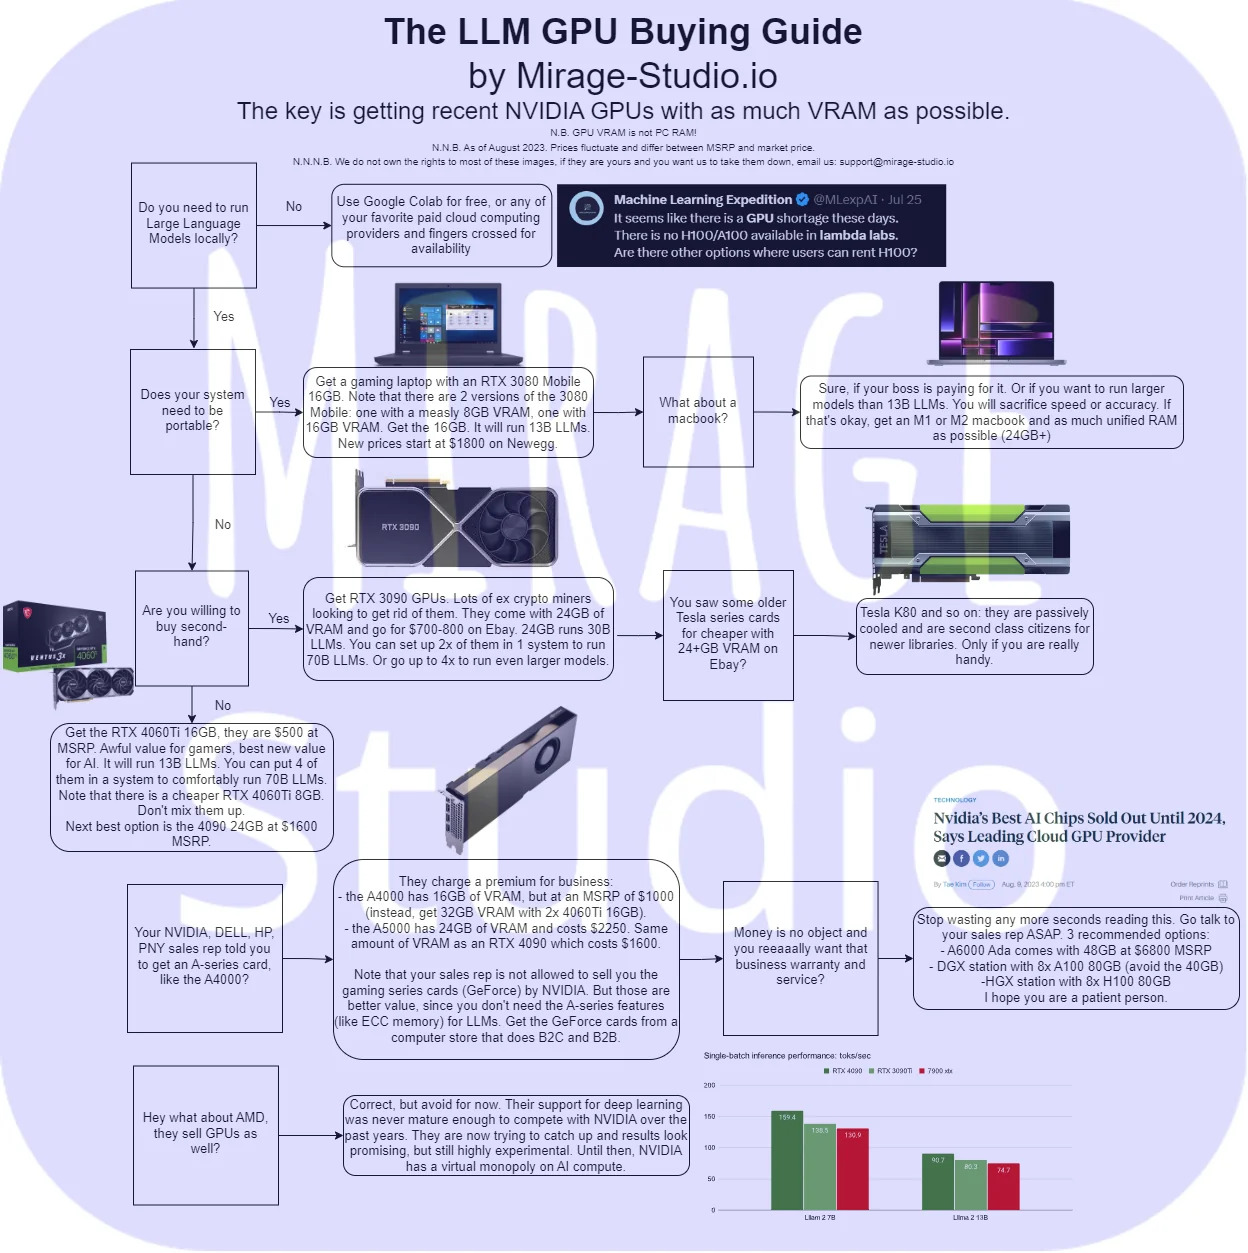 The LLM GPU Buying Guide
by Mirage-Studio.io
The key is getting recent NVIDIA GPUs with as much VRAM as possible.
N.B. GPU VRAM is not PC RAM!
N.N.B. As of August 2023. Prices fluctuate and differ between MSRP and market price.
N.N.N.B. We do not own the rights to most of these images, if they are yours and you want us to take them down, email us: support@mirage-studio.io
Do you need to run
Large Language
Models locally?
No
Use Google Colab for free, or any of
your favorite paid cloud computing
providers and fingers crossed for
availability
Machine Learning Expedition @MLexpAI · Jul 25
It seems like there is a GPU shortage these days.
There is no H100/A100 available in lambda labs.
Are there other options where users can rent H100?
Yes
Does your system
need to be
portable?
Yes
Get a gaming laptop with an RTX 3080 Mobile
16GB. Note that there are 2 versions of the 3080
Mobile: one with a measly 8GB VRAM, one with
16GB VRAM. Get the 16GB. It will run 13B LLMs.
New prices start at $1800 on Newegg.
What about a
macbook?
Sure, if your boss is paying for it. Or if you want to run larger
models than 13B LLMs. You will sacrifice speed or accuracy. If
that's okay, get an M1 or M2 macbook and as much unified RAM
as possible (24GB+)
No
RTX 3090
TESLA
Are you willing to
buy second-
hand?
Yes
Get RTX 3090 GPUs. Lots of ex crypto miners
looking to get rid of them. They come with 24GB of
VRAM and go for $700-800 on Ebay. 24GB runs 30B
LLMs. You can set up 2x of them in 1 system to run
70B LLMs. Or go up to 4x to run even larger models.
You saw some older
Tesla series cards
for cheaper with
24+GB VRAM on
Ebay?
Tesla K80 and so on: they are passively
cooled and are second class citizens for
newer libraries. Only if you are really
handy.
VENTUS 3X
4060Ti
No
Get the RTX 4060Ti 16GB, they are $500 at
MSRP. Awful value for gamers, best new value
for AI. It will run 13B LLMs. You can put 4 of
them in a system to comfortably run 70B LLMs.
Note that there is a cheaper RTX 4060Ti 8GB.
Don't mix them up.
Next best option is the 4090 24GB at $1600
MSRP.
TECHNOLOGY
Nvidia's Best AI Chips Sold Out Until 2024,
Says Leading Cloud GPU Provider
By Tae Kim Follow Aug. 9, 2023 4:00 pm ET
Order Reprints
Print Article
Your NVIDIA, DELL, HP,
PNY sales rep told you
to get an A-series card,
like the A4000?
They charge a premium for business:
- the A4000 has 16GB of VRAM, but at an MSRP of $1000
(instead, get 32GB VRAM with 2x 4060Ti 16GB).
- the A5000 has 24GB of VRAM and costs $2250. Same
amount of VRAM as an RTX 4090 which costs $1600.
Note that your sales rep is not allowed to sell you the
gaming series cards (GeForce) by NVIDIA. But those are
better value, since you don't need the A-series features
(like ECC memory) for LLMs. Get the GeForce cards from a
computer store that does B2C and B2B.
Money is no object and
you reeaaally want that
business warranty and
service?
Stop wasting any more seconds reading this. Go talk to
your sales rep ASAP. 3 recommended options:
- A6000 Ada comes with 48GB at $6800 MSRP
- DGX station with 8x A100 80GB (avoid the 40GB)
-HGX station with 8x H100 80GB
I hope you are a patient person.
Hey what about AMD,
they sell GPUs as
well?
Correct, but avoid for now. Their support for deep learning
was never mature enough to compete with NVIDIA over the
past years. They are now trying to catch up and results look
promising, but still highly experimental. Until then, NVIDIA
has a virtual monopoly on AI compute.
Single-batch inference performance: toks/sec
RTX 4090 RTX 3090Ti 7900 xtx
200
150
100
50
0
159.4 138.5 130.9
90.7 80.3 74.7
Llam 2 7B
Llma 2 13B
MIRAGE
studio